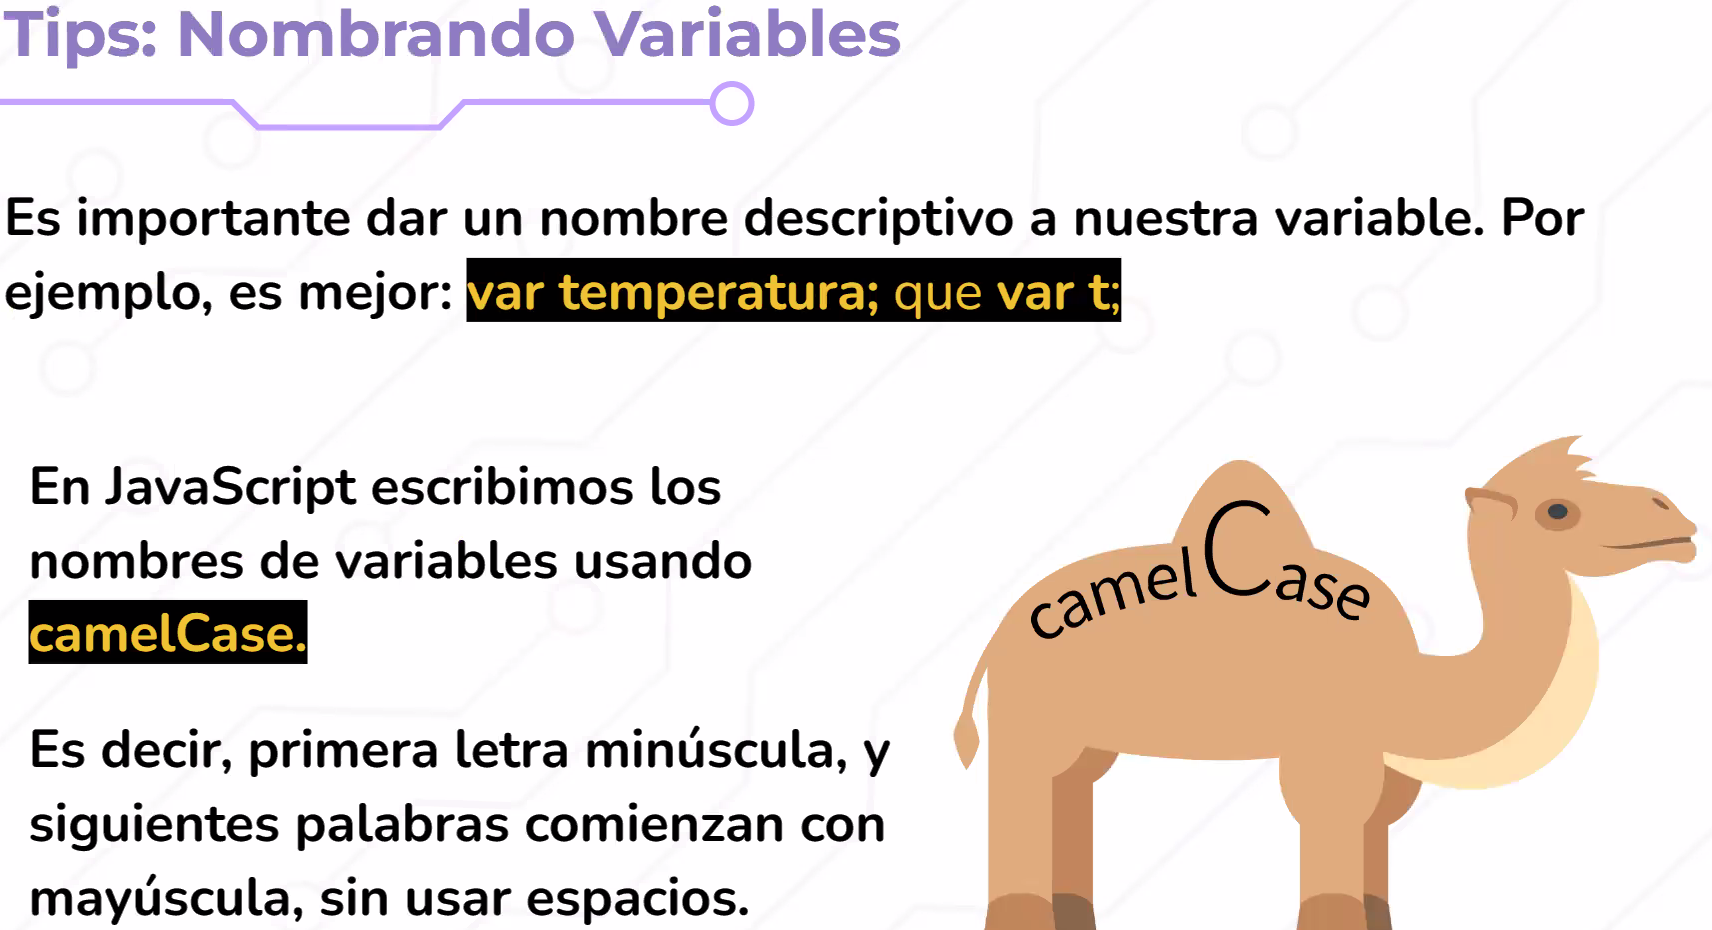 Tips: Nombrando Variables
Es importante dar un nombre descriptivo a nuestra variable. Por
ejemplo, es mejor: var temperatura; que var t;
En JavaScript escribimos los
nombres de variables usando
camelCase.
Es decir, primera letra minúscula, y
siguientes palabras comienzan con
mayúscula, sin usar espacios.
camelCase